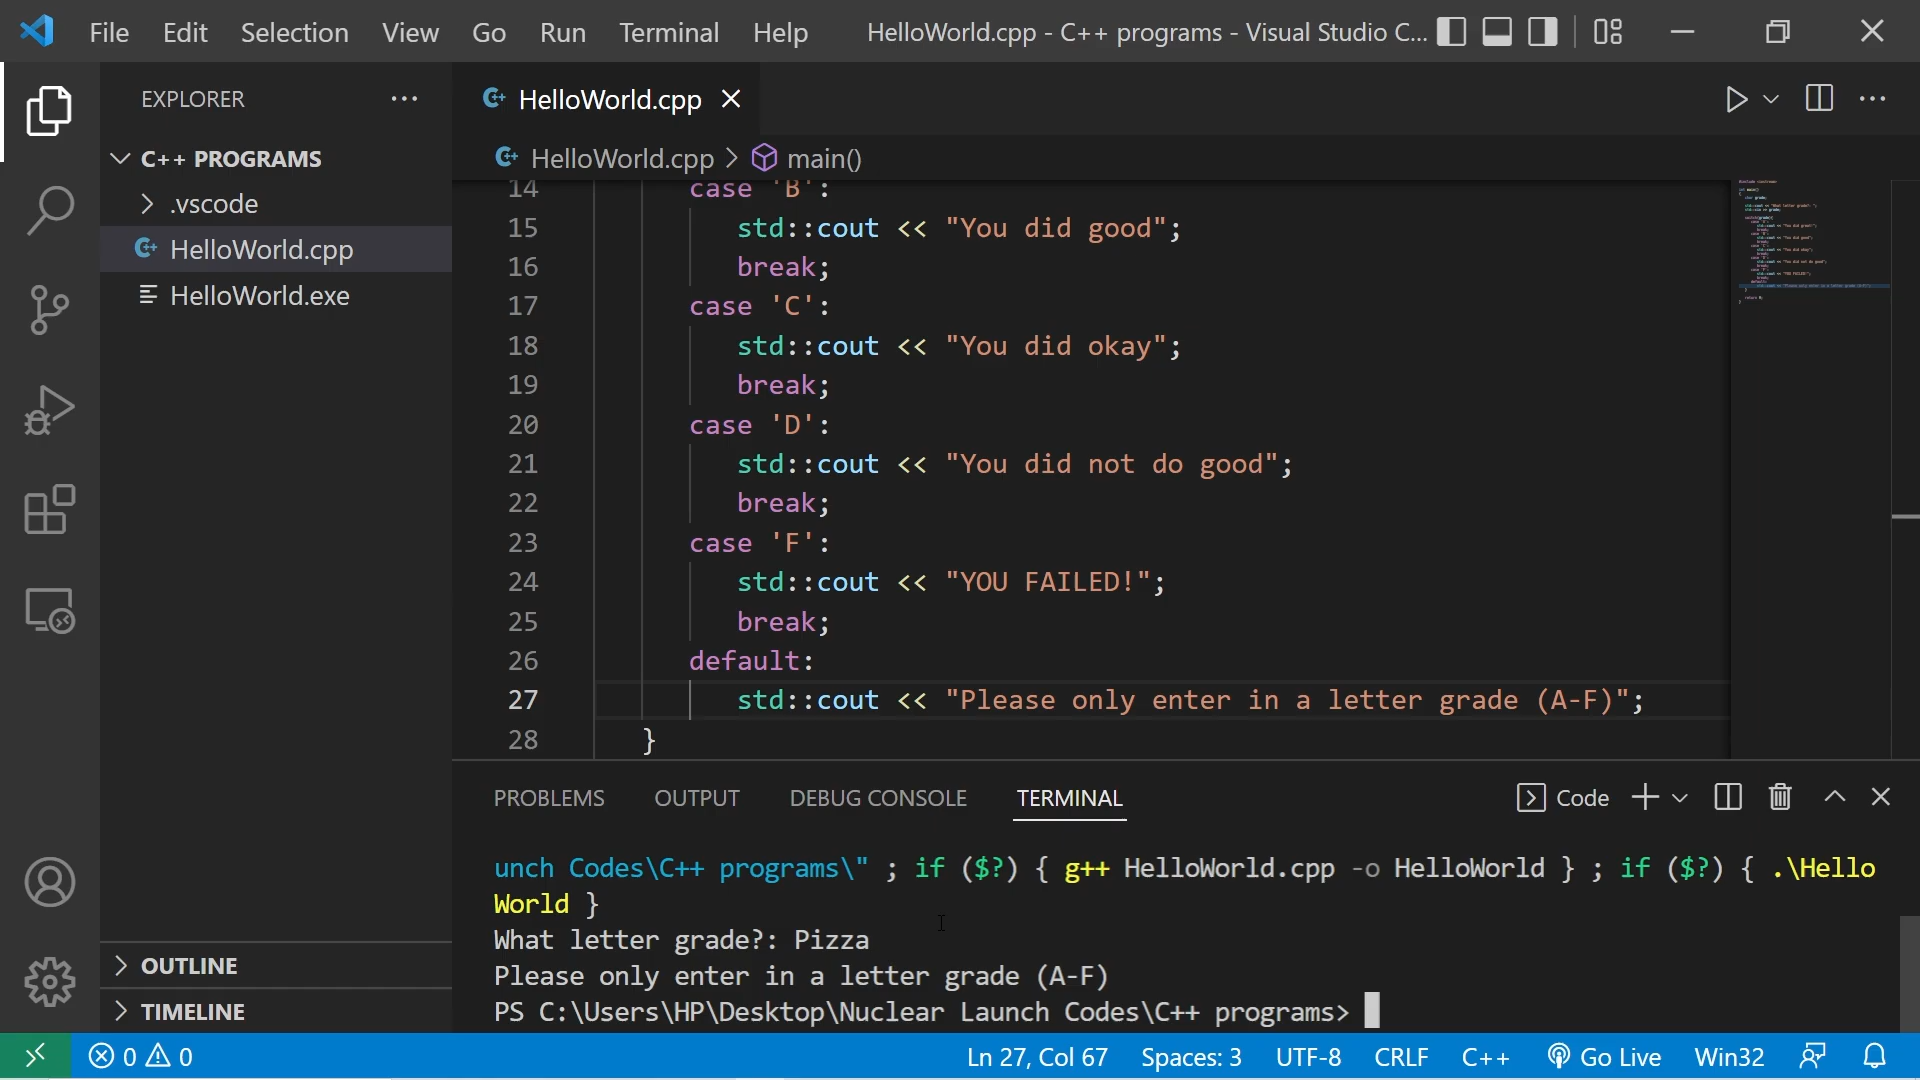 File Edit Selection View Go Run Terminal Help HelloWorld.cpp - C++ programs - Visual Studio C...
EXPLORER
C++ PROGRAMS
.vscode
HelloWorld.cpp
HelloWorld.exe
OUTLINE
TIMELINE
HelloWorld.cpp
HelloWorld.cpp > main()
14 case 'B':
15 std::cout << "You did good";
16 break;
17 case 'C':
18 std::cout << "You did okay";
19 break;
20 case 'D':
21 std::cout << "You did not do good";
22 break;
23 case 'F':
24 std::cout << "YOU FAILED!";
25 break;
26 default:
27 std::cout << "Please only enter in a letter grade (A-F)";
28 }
PROBLEMS OUTPUT DEBUG CONSOLE TERMINAL Code
unch Codes\C++ programs\" ; if ($?) { g++ HelloWorld.cpp -o HelloWorld } ; if ($?) { .\Hello
World }
What letter grade?: Pizza
Please only enter in a letter grade (A-F)
PS C:\Users\HP\Desktop\Nuclear Launch Codes\C++ programs>
0 0 Ln 27, Col 67 Spaces: 3 UTF-8 CRLF C++ Go Live Win32